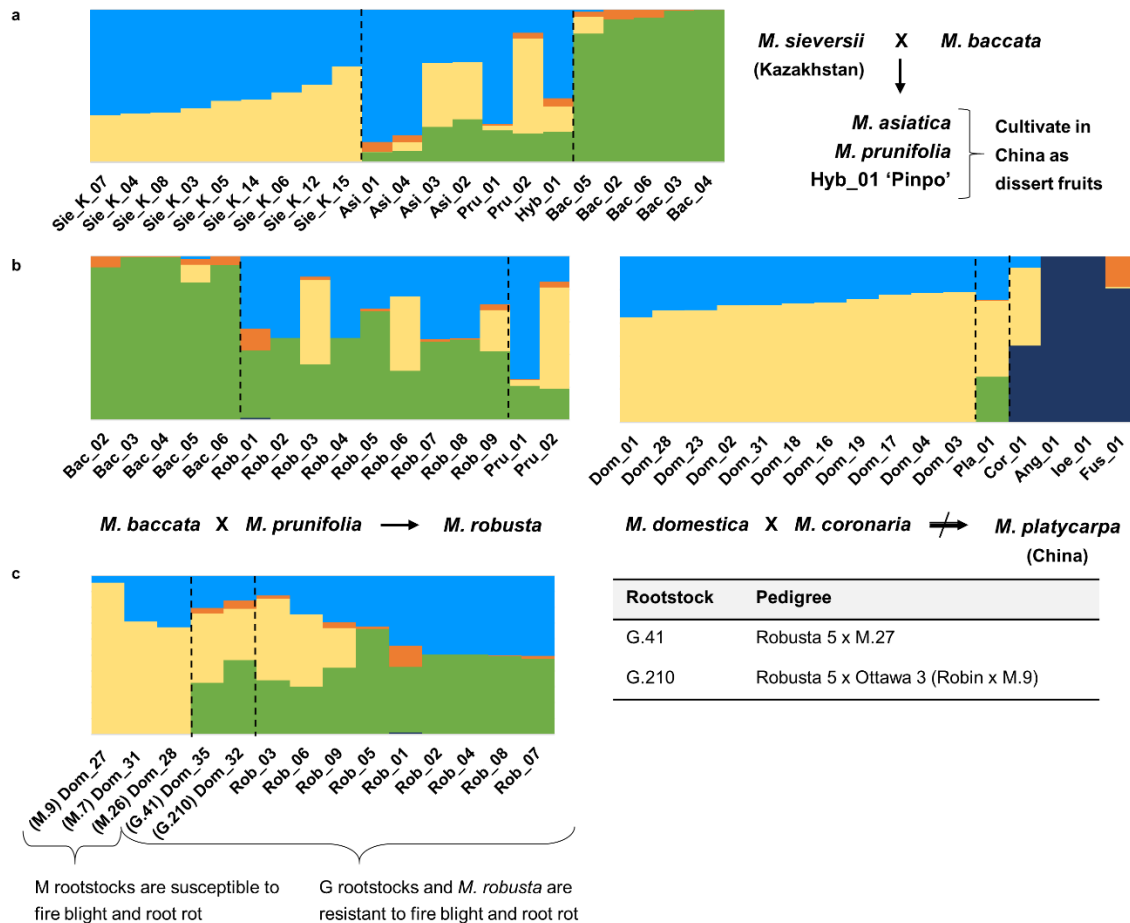 a
M. sieversii X M. baccata
(Kazakhstan)
M. asiatica
M. prunifolia
Hyb_01 ‘Pinpo’
Cultivate in
China as
dissert fruits
Sie_K_07
Sie_K_04
Sie_K_08
Sie_K_03
Sie_K_05
Sie_K_14
Sie_K_06
Sie_K_12
Sie_K_15
Asi_01
Asi_04
Asi_03
Asi_02
Pru_01
Pru_02
Hyb_01
Bac_05
Bac_02
Bac_06
Bac_03
Bac_04
b
Bac_02
Bac_03
Bac_04
Bac_05
Bac_06
Rob_01
Rob_02
Rob_03
Rob_04
Rob_05
Rob_06
Rob_07
Rob_08
Rob_09
Pru_01
Pru_02
Dom_01
Dom_28
Dom_23
Dom_02
Dom_31
Dom_18
Dom_16
Dom_19
Dom_17
Dom_04
Dom_03
Pla_01
Cor_01
Ang_01
Ioe_01
Fus_01
M. baccata X M. prunifolia M. robusta
M. domestica X M. coronaria M. platycarpa
(China)
c
(M.9) Dom_27
(M.7) Dom_31
(M.26) Dom_28
(G.41) Dom_35
(G.210) Dom_32
Rob_03
Rob_06
Rob_09
Rob_05
Rob_01
Rob_02
Rob_04
Rob_08
Rob_07
M rootstocks are susceptible to
fire blight and root rot
G rootstocks and M. robusta are
resistant to fire blight and root rot
Rootstock Pedigree
G.41 Robusta 5 x M.27
G.210 Robusta 5 x Ottawa 3 (Robin x M.9)